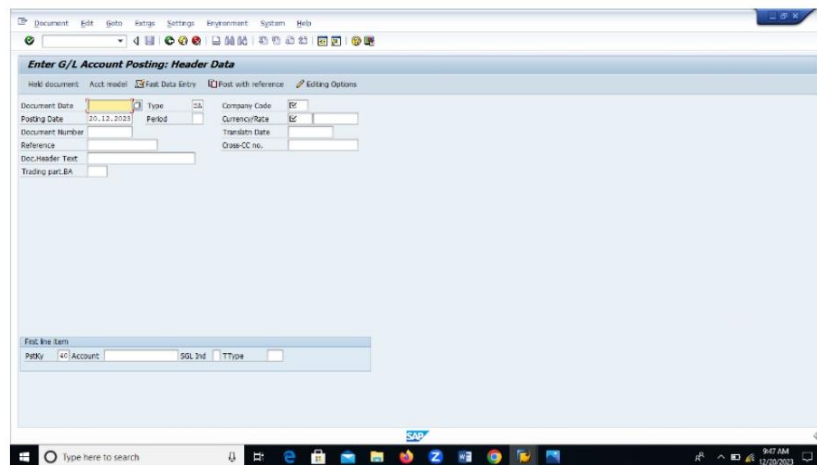 Document Edit Goto Extras Settings Environment System Help
Enter G/L Account Posting: Header Data
Held document Acct model Fast Data Entry Post with reference Editing Options
Document Date Type SA Company Code
Posting Date 20.12.2023 Period Currency/Rate
Document Number Translatn Date
Reference Cross-CC no.
Doc.Header Text
Trading part.BA
First line item
PstKy 40 Account SGL Ind TType
SAP
Type here to search
9:47 AM
12/20/2023